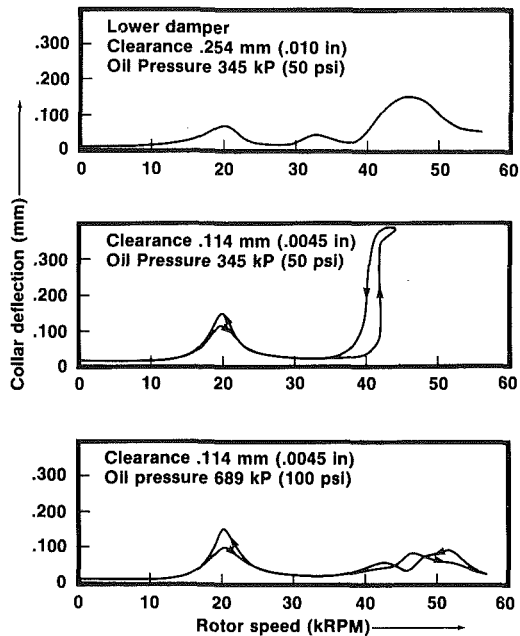 Lower damper
Clearance .254 mm (.010 in)
Oil Pressure 345 kP (50 psi)
.300
.200
.100
0
0 10 20 30 40 50 60
Clearance .114 mm (.0045 in)
Oil Pressure 345 kP (50 psi)
.300
.200
.100
0
0 10 20 30 40 50 60
Clearance .114 mm (.0045 in)
Oil pressure 689 kP (100 psi)
.300
.200
.100
0
0 10 20 30 40 50 60
Collar deflection (mm)
Rotor speed (kRPM)